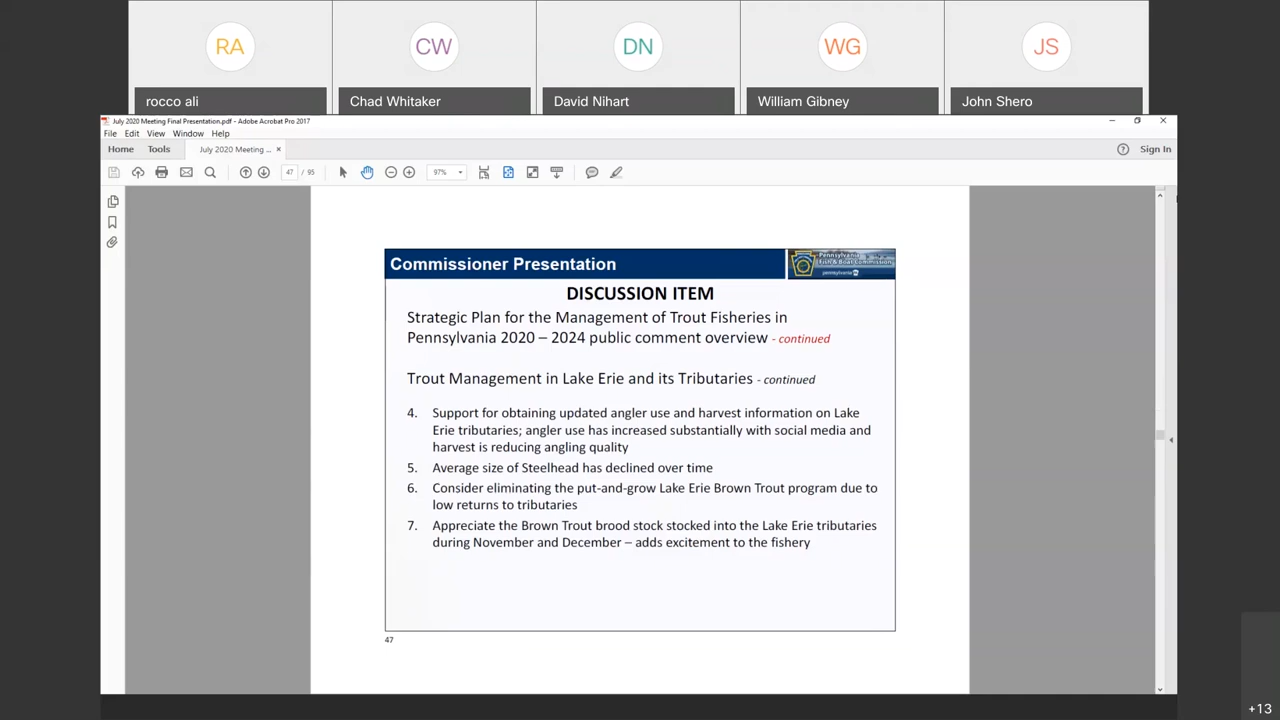 RA
CW
DN
WG
JS
rocco ali
Chad Whitaker
David Nihart
William Gibney
John Shero
July 2020 Meeting Final Presentation.pdf - Adobe Acrobat Pro 2017
File Edit View Window Help
Home Tools July 2020 Meeting ... × Sign In
47 / 95 97%
Commissioner Presentation
Pennsylvania
Fish & Boat Commission
pennsylvania
DISCUSSION ITEM
Strategic Plan for the Management of Trout Fisheries in
Pennsylvania 2020 – 2024 public comment overview - continued
Trout Management in Lake Erie and its Tributaries - continued
4. Support for obtaining updated angler use and harvest information on Lake
Erie tributaries; angler use has increased substantially with social media and
harvest is reducing angling quality
5. Average size of Steelhead has declined over time
6. Consider eliminating the put-and-grow Lake Erie Brown Trout program due to
low returns to tributaries
7. Appreciate the Brown Trout brood stock stocked into the Lake Erie tributaries
during November and December – adds excitement to the fishery
47
+13